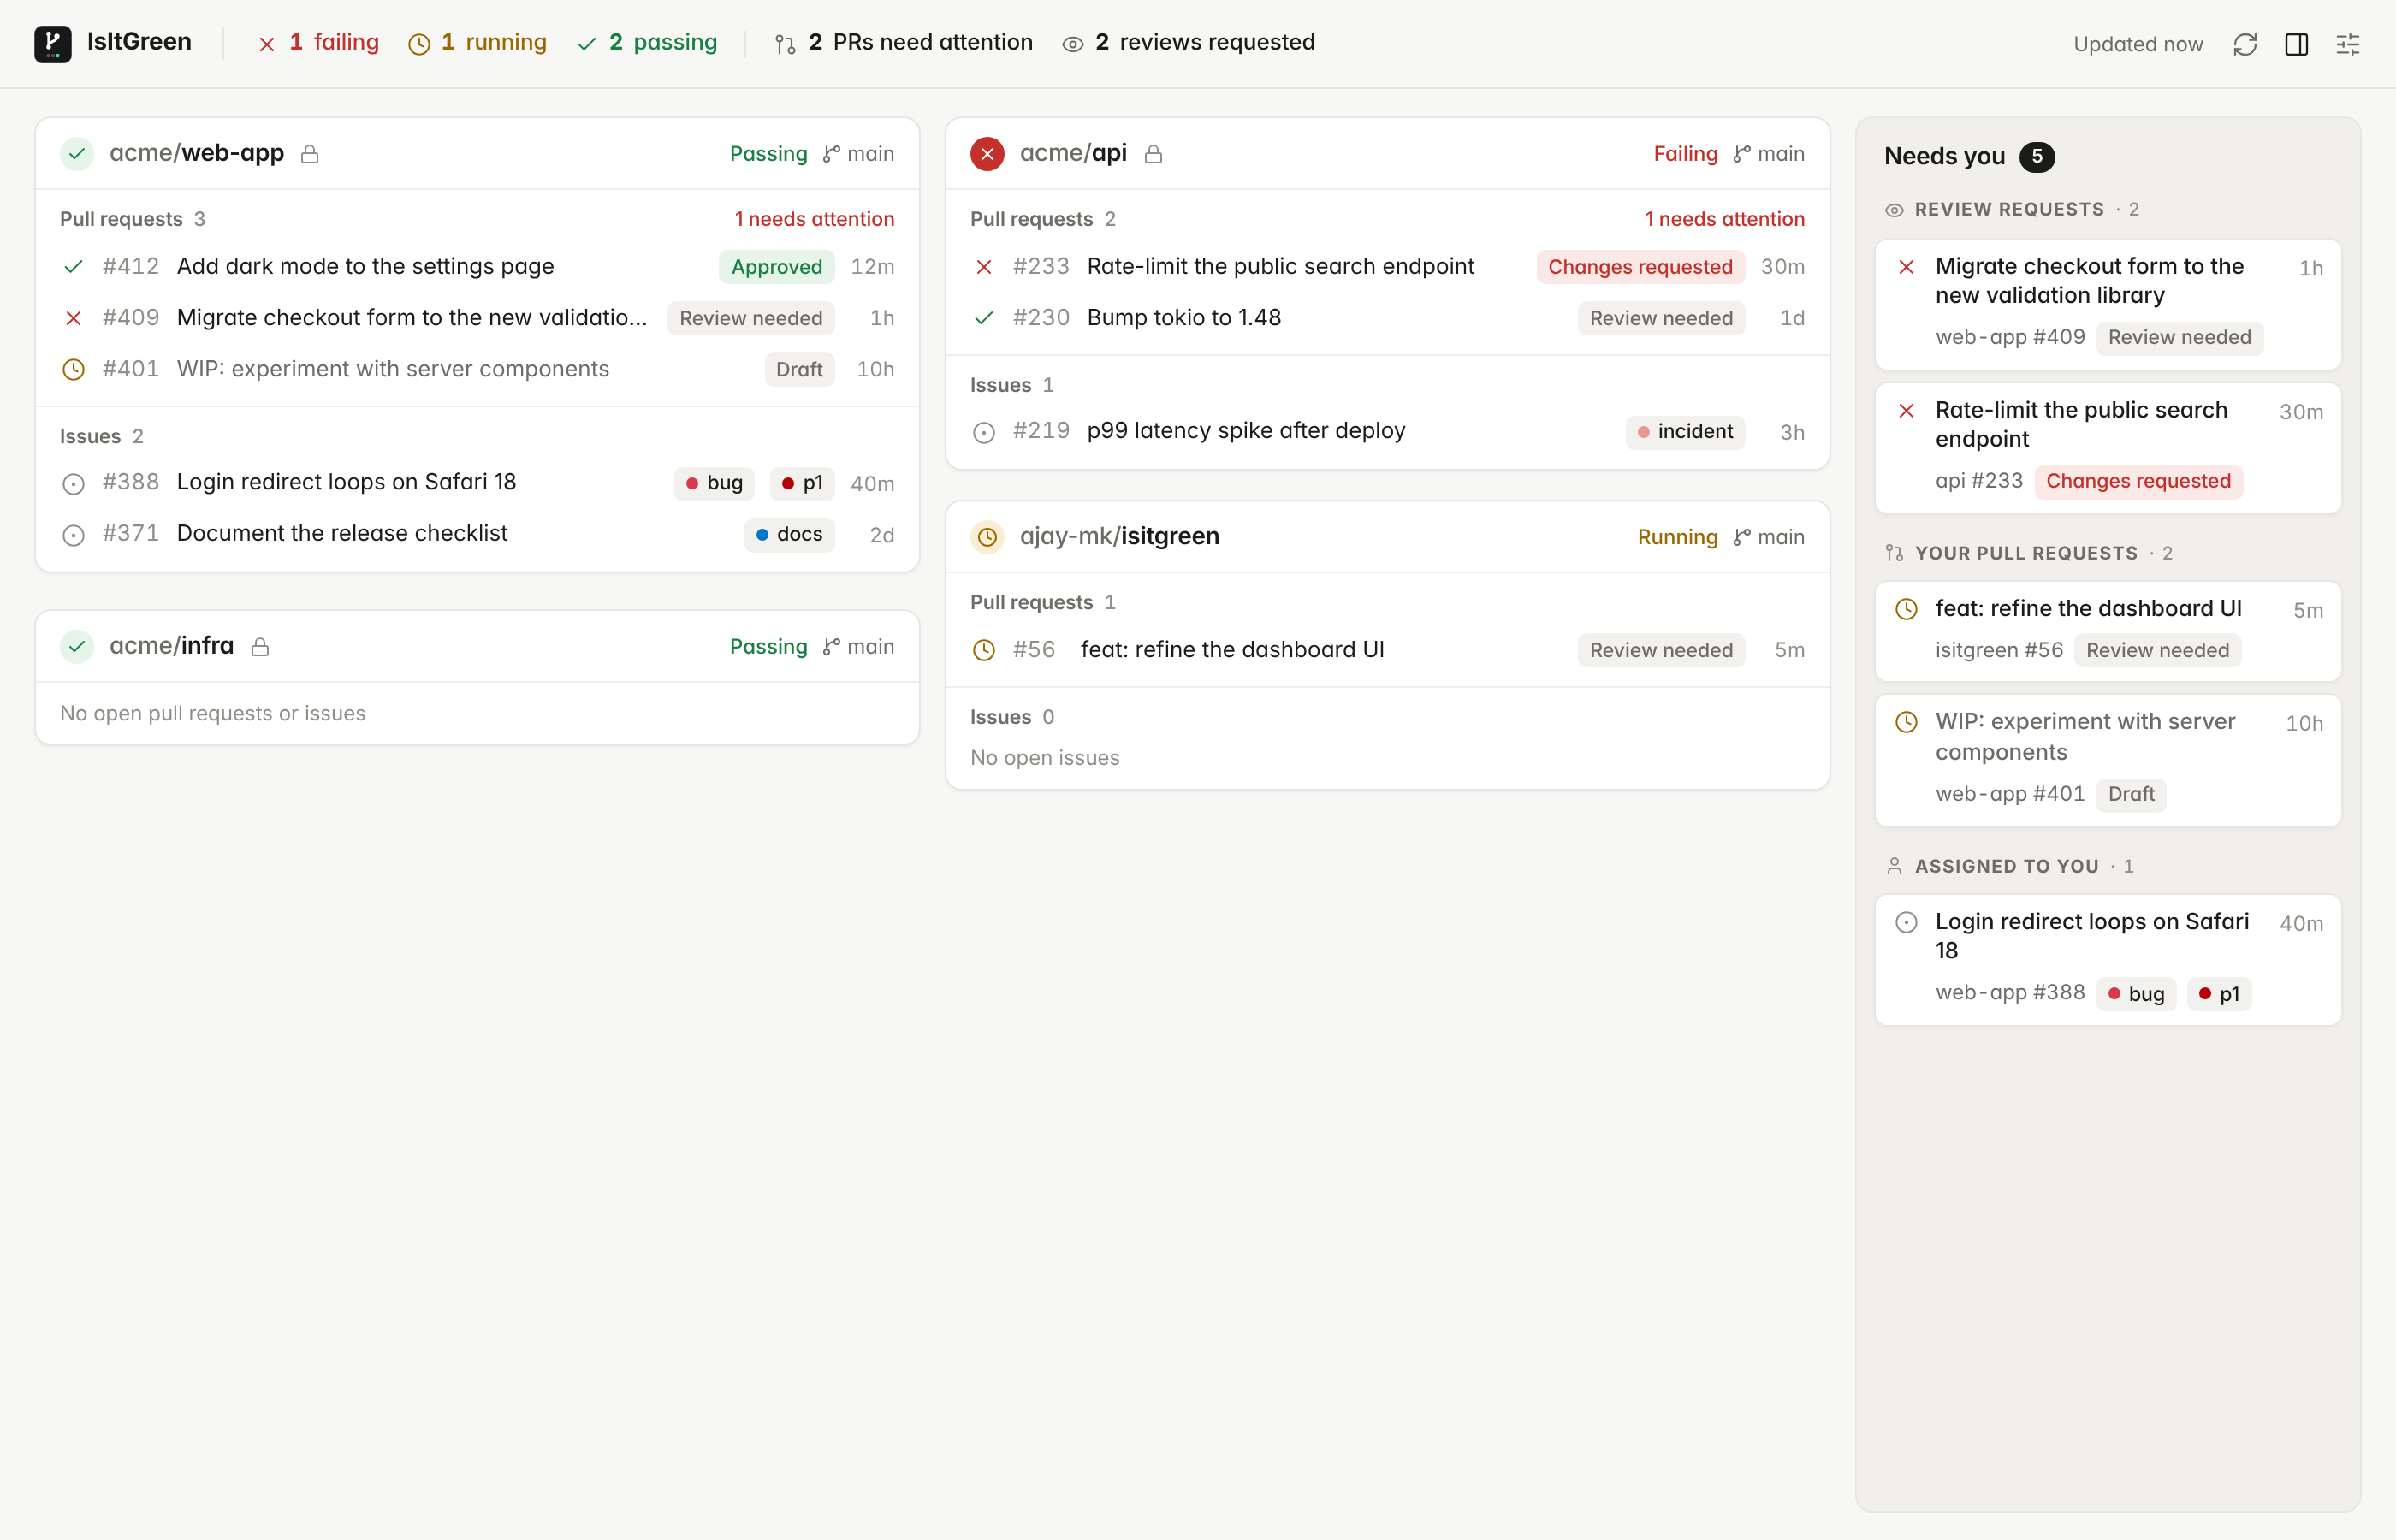 IsItGreen 1 failing 1 running 2 passing 2 PRs need attention 2 reviews requested Updated now
acme/web-app Passing main
Pull requests 3 1 needs attention
#412 Add dark mode to the settings page Approved 12m
#409 Migrate checkout form to the new validatio... Review needed 1h
#401 WIP: experiment with server components Draft 10h
Issues 2
#388 Login redirect loops on Safari 18 bug p1 40m
#371 Document the release checklist docs 2d
acme/infra Passing main
No open pull requests or issues
acme/api Failing main
Pull requests 2 1 needs attention
#233 Rate-limit the public search endpoint Changes requested 30m
#230 Bump tokio to 1.48 Review needed 1d
Issues 1
#219 p99 latency spike after deploy incident 3h
ajay-mk/isitgreen Running main
Pull requests 1
#56 feat: refine the dashboard UI Review needed 5m
Issues 0
No open issues
Needs you 5
REVIEW REQUESTS · 2
Migrate checkout form to the 1h
new validation library
web-app #409 Review needed
Rate-limit the public search 30m
endpoint
api #233 Changes requested
YOUR PULL REQUESTS · 2
feat: refine the dashboard UI 5m
isitgreen #56 Review needed
WIP: experiment with server 10h
components
web-app #401 Draft
ASSIGNED TO YOU · 1
Login redirect loops on Safari 40m
18
web-app #388 bug p1